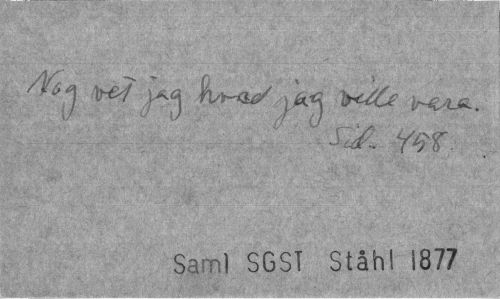 Nog vet jag hvad jag ville vara.
Sid. 458.
Saml SGST Ståhl 1877